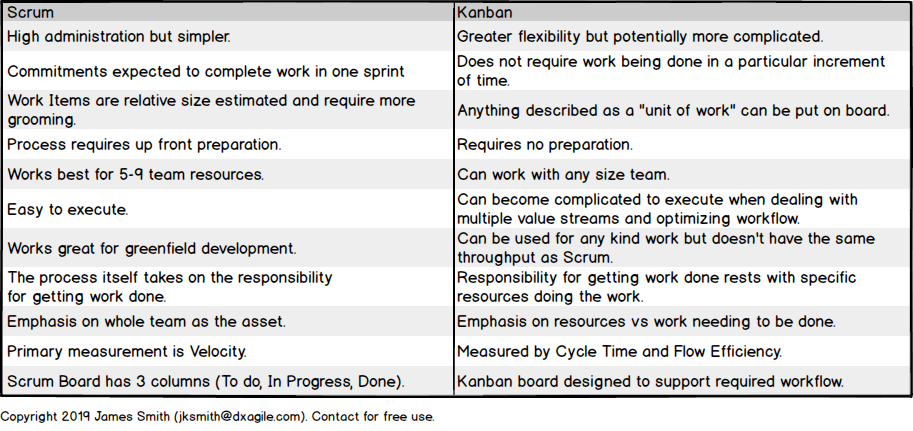 Scrum
Kanban
High administration but simpler.
Greater flexibility but potentially more complicated.
Commitments expected to complete work in one sprint
Does not require work being done in a particular increment
of time.
Work Items are relative size estimated and require more
grooming.
Anything described as a "unit of work" can be put on board.
Process requires up front preparation.
Requires no preparation.
Works best for 5-9 team resources.
Can work with any size team.
Easy to execute.
Can become complicated to execute when dealing with
multiple value streams and optimizing workflow.
Works great for greenfield development.
Can be used for any kind work but doesn't have the same
throughput as Scrum.
The process itself takes on the responsibility
for getting work done.
Responsibility for getting work done rests with specific
resources doing the work.
Emphasis on whole team as the asset.
Emphasis on resources vs work needing to be done.
Primary measurement is Velocity.
Measured by Cycle Time and Flow Efficiency.
Scrum Board has 3 columns (To do, In Progress, Done).
Kanban board designed to support required workflow.
Copyright 2019 James Smith (jksmith@dxagile.com). Contact for free use.